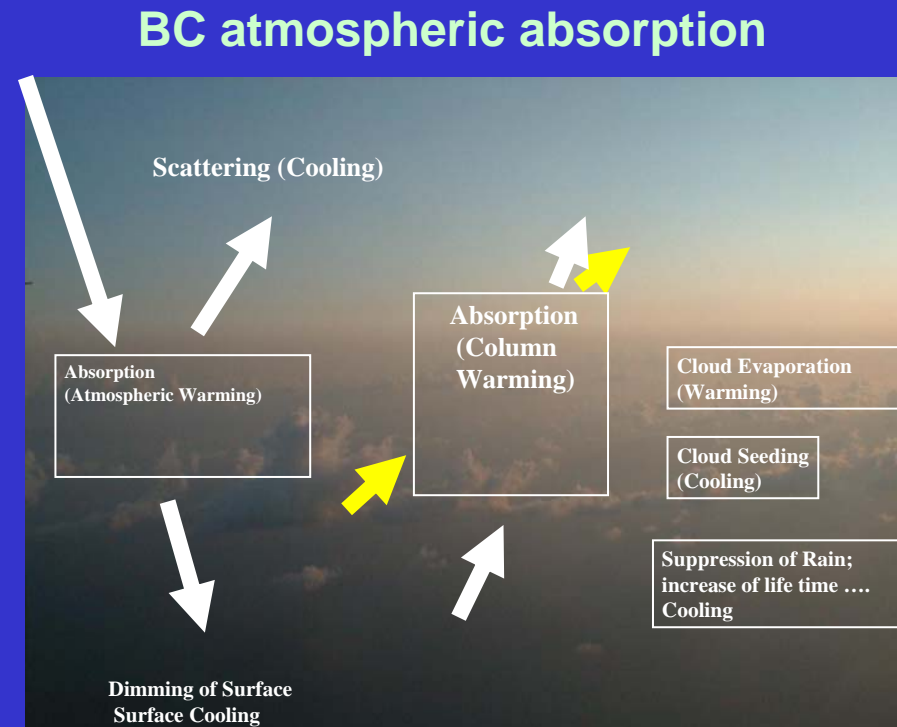 BC atmospheric absorption
Scattering (Cooling)
Absorption
(Atmospheric Warming)
Dimming of Surface
Surface Cooling
Absorption
(Column
Warming)
Cloud Evaporation
(Warming)
Cloud Seeding
(Cooling)
Suppression of Rain;
increase of life time ....
Cooling